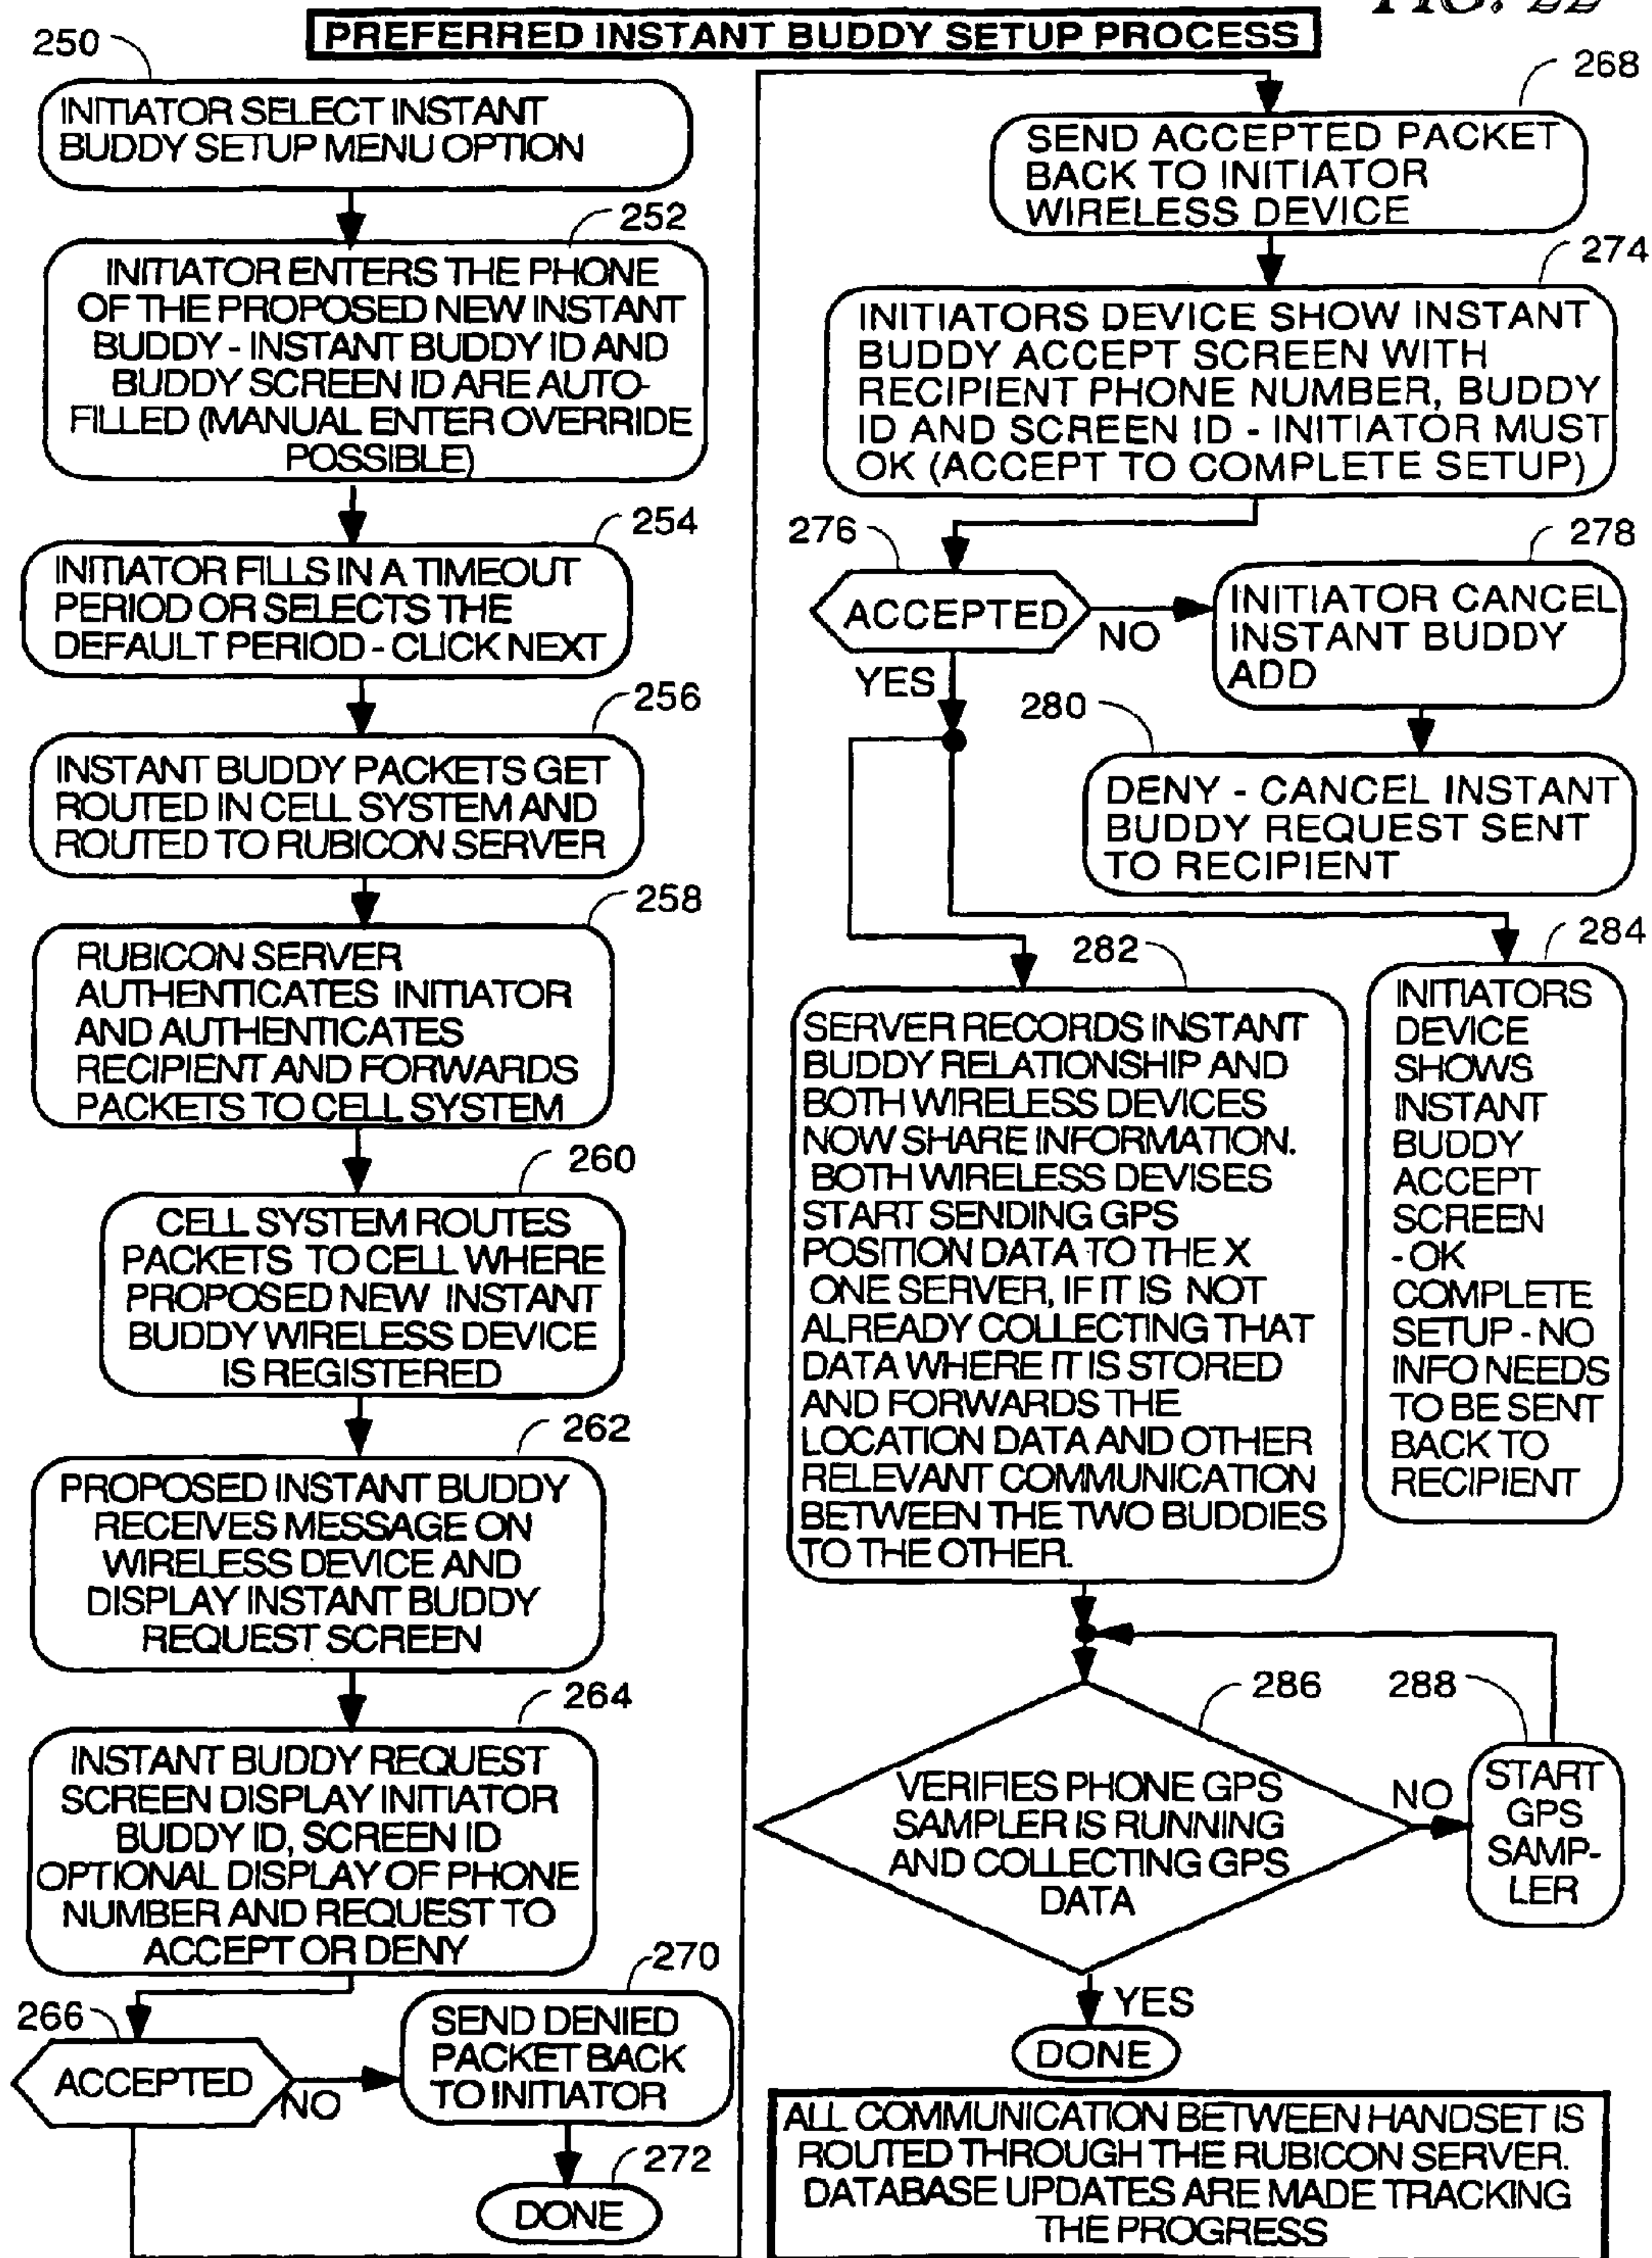 FIG. 22
PREFERRED INSTANT BUDDY SETUP PROCESS
250
INITIATOR SELECT INSTANT
BUDDY SETUP MENU OPTION
252
INITIATOR ENTERS THE PHONE
OF THE PROPOSED NEW INSTANT
BUDDY - INSTANT BUDDY ID AND
BUDDY SCREEN ID ARE AUTO-
FILLED (MANUAL ENTER OVERRIDE
POSSIBLE)
254
INITIATOR FILLS IN A TIMEOUT
PERIOD OR SELECTS THE
DEFAULT PERIOD - CLICK NEXT
256
INSTANT BUDDY PACKETS GET
ROUTED IN CELL SYSTEM AND
ROUTED TO RUBICON SERVER
258
RUBICON SERVER
AUTHENTICATES INITIATOR
AND AUTHENTICATES
RECIPIENT AND FORWARDS
PACKETS TO CELL SYSTEM
260
CELL SYSTEM ROUTES
PACKETS TO CELL WHERE
PROPOSED NEW INSTANT
BUDDY WIRELESS DEVICE
IS REGISTERED
262
PROPOSED INSTANT BUDDY
RECEIVES MESSAGE ON
WIRELESS DEVICE AND
DISPLAY INSTANT BUDDY
REQUEST SCREEN
264
INSTANT BUDDY REQUEST
SCREEN DISPLAY INITIATOR
BUDDY ID, SCREEN ID
OPTIONAL DISPLAY OF PHONE
NUMBER AND REQUEST TO
ACCEPT OR DENY
266
ACCEPTED
NO
270
SEND DENIED
PACKET BACK
TO INITIATOR
272
DONE
268
SEND ACCEPTED PACKET
BACK TO INITIATOR
WIRELESS DEVICE
274
INITIATORS DEVICE SHOW INSTANT
BUDDY ACCEPT SCREEN WITH
RECIPIENT PHONE NUMBER, BUDDY
ID AND SCREEN ID - INITIATOR MUST
OK (ACCEPT TO COMPLETE SETUP)
276
ACCEPTED
NO
YES
278
INITIATOR CANCEL
INSTANT BUDDY
ADD
280
DENY - CANCEL INSTANT
BUDDY REQUEST SENT
TO RECIPIENT
282
SERVER RECORDS INSTANT
BUDDY RELATIONSHIP AND
BOTH WIRELESS DEVICES
NOW SHARE INFORMATION.
BOTH WIRELESS DEVISES
START SENDING GPS
POSITION DATA TO THE X
ONE SERVER, IF IT IS NOT
ALREADY COLLECTING THAT
DATA WHERE IT IS STORED
AND FORWARDS THE
LOCATION DATA AND OTHER
RELEVANT COMMUNICATION
BETWEEN THE TWO BUDDIES
TO THE OTHER.
284
INITIATORS
DEVICE
SHOWS
INSTANT
BUDDY
ACCEPT
SCREEN
- OK
COMPLETE
SETUP - NO
INFO NEEDS
TO BE SENT
BACK TO
RECIPIENT
286
VERIFIES PHONE GPS
SAMPLER IS RUNNING
AND COLLECTING GPS
DATA
NO
288
START
GPS
SAMP-
LER
YES
DONE
ALL COMMUNICATION BETWEEN HANDSET IS
ROUTED THROUGH THE RUBICON SERVER.
DATABASE UPDATES ARE MADE TRACKING
THE PROGRESS